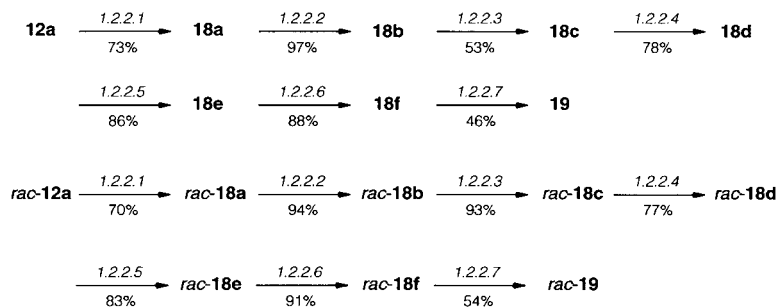 1.2.2.1 1.2.2.2 1.2.2.3 1.2.2.4
12a 18a 18b 18c 18d
73% 97% 53% 78%
1.2.2.5 1.2.2.6 1.2.2.7
18e 18f 19
86% 88% 46%
1.2.2.1 1.2.2.2 1.2.2.3 1.2.2.4
rac-12a rac-18a rac-18b rac-18c rac-18d
70% 94% 93% 77%
1.2.2.5 1.2.2.6 1.2.2.7
rac-18e rac-18f rac-19
83% 91% 54%